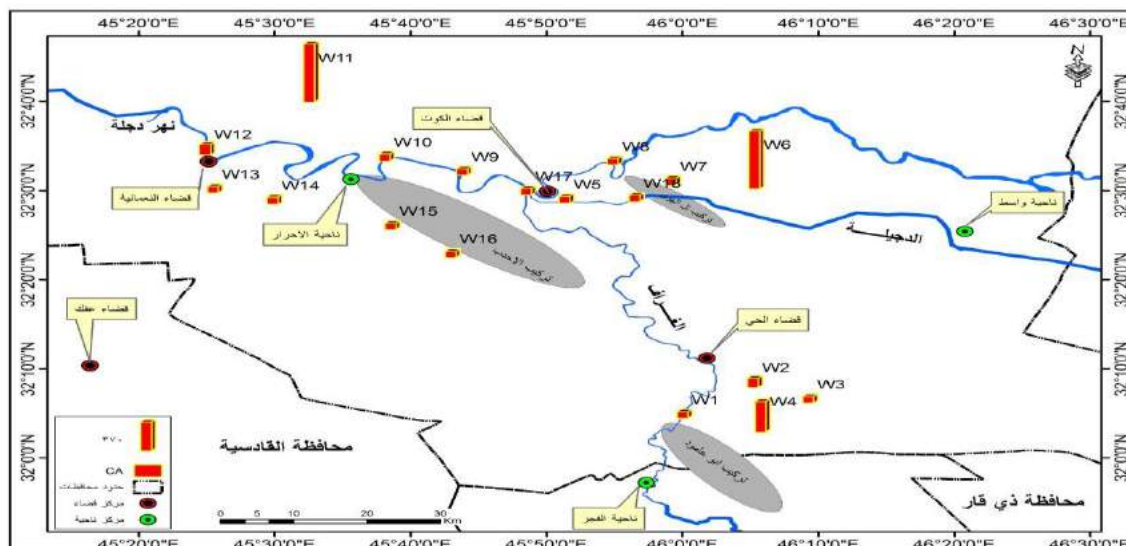 45°20'0"E 45°30'0"E 45°40'0"E 45°50'0"E 46°0'0"E 46°10'0"E 46°20'0"E 46°30'0"E
N
W11
32°40'0"N
32°40'0"N
نهر دجلة
W12
W10
قضاء الكوت
W8
W6
W13
W9
W7
قضاء النعمانية
W14
W17
W5
W18
32°30'0"N
32°30'0"N
ناحية واسط
الدجيلـــة
ناحية الاحرار
W15
W16
تركيب الاحدب
32°20'0"N
32°20'0"N
الغــراف
قضاء عفك
قضاء الحي
32°10'0"N
32°10'0"N
W2
W3
W1
W4
32°0'0"N
32°0'0"N
محافظة القادسية
محافظة ذي قار
ناحية الفجر
٣٧٠
CA
حدود محافظات
مركز قضاء
مركز ناحية
0 5 10 20 30
Km
45°20'0"E 45°30'0"E 45°40'0"E 45°50'0"E 46°0'0"E 46°10'0"E 46°20'0"E 46°30'0"E